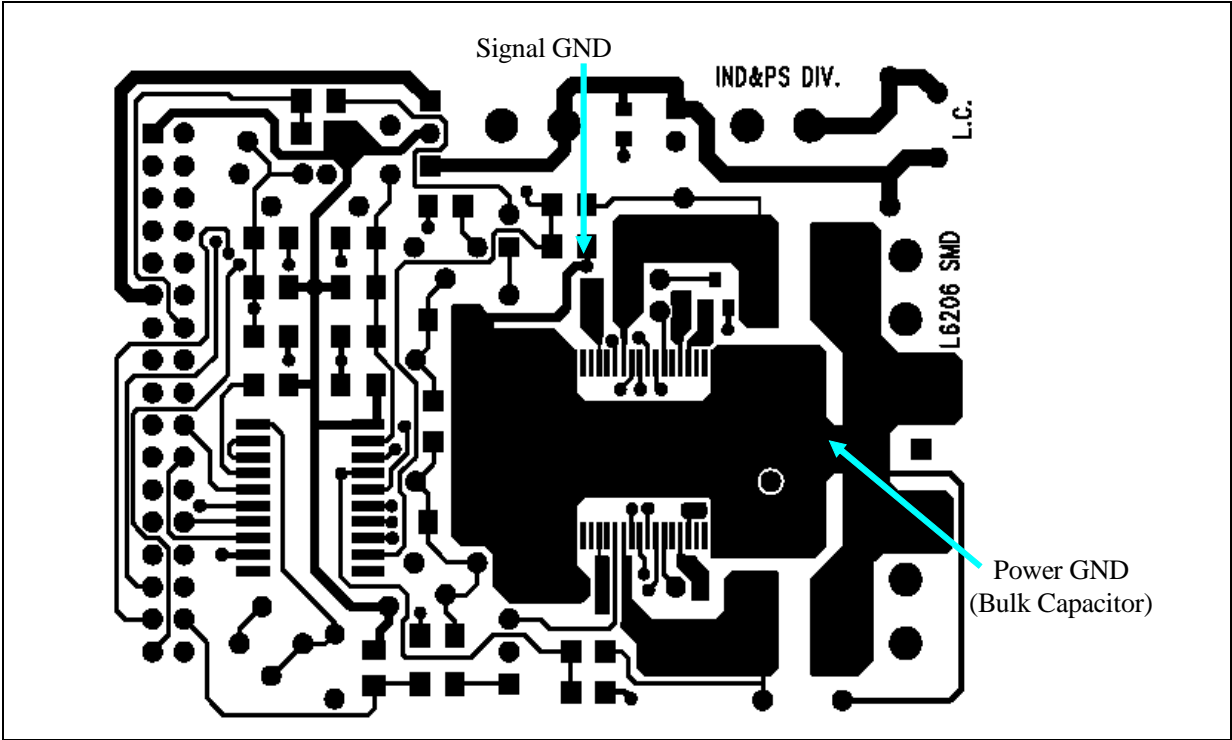 Signal GND
IND&PS DIV.
L.C.
L6206 SMD
Power GND
(Bulk Capacitor)